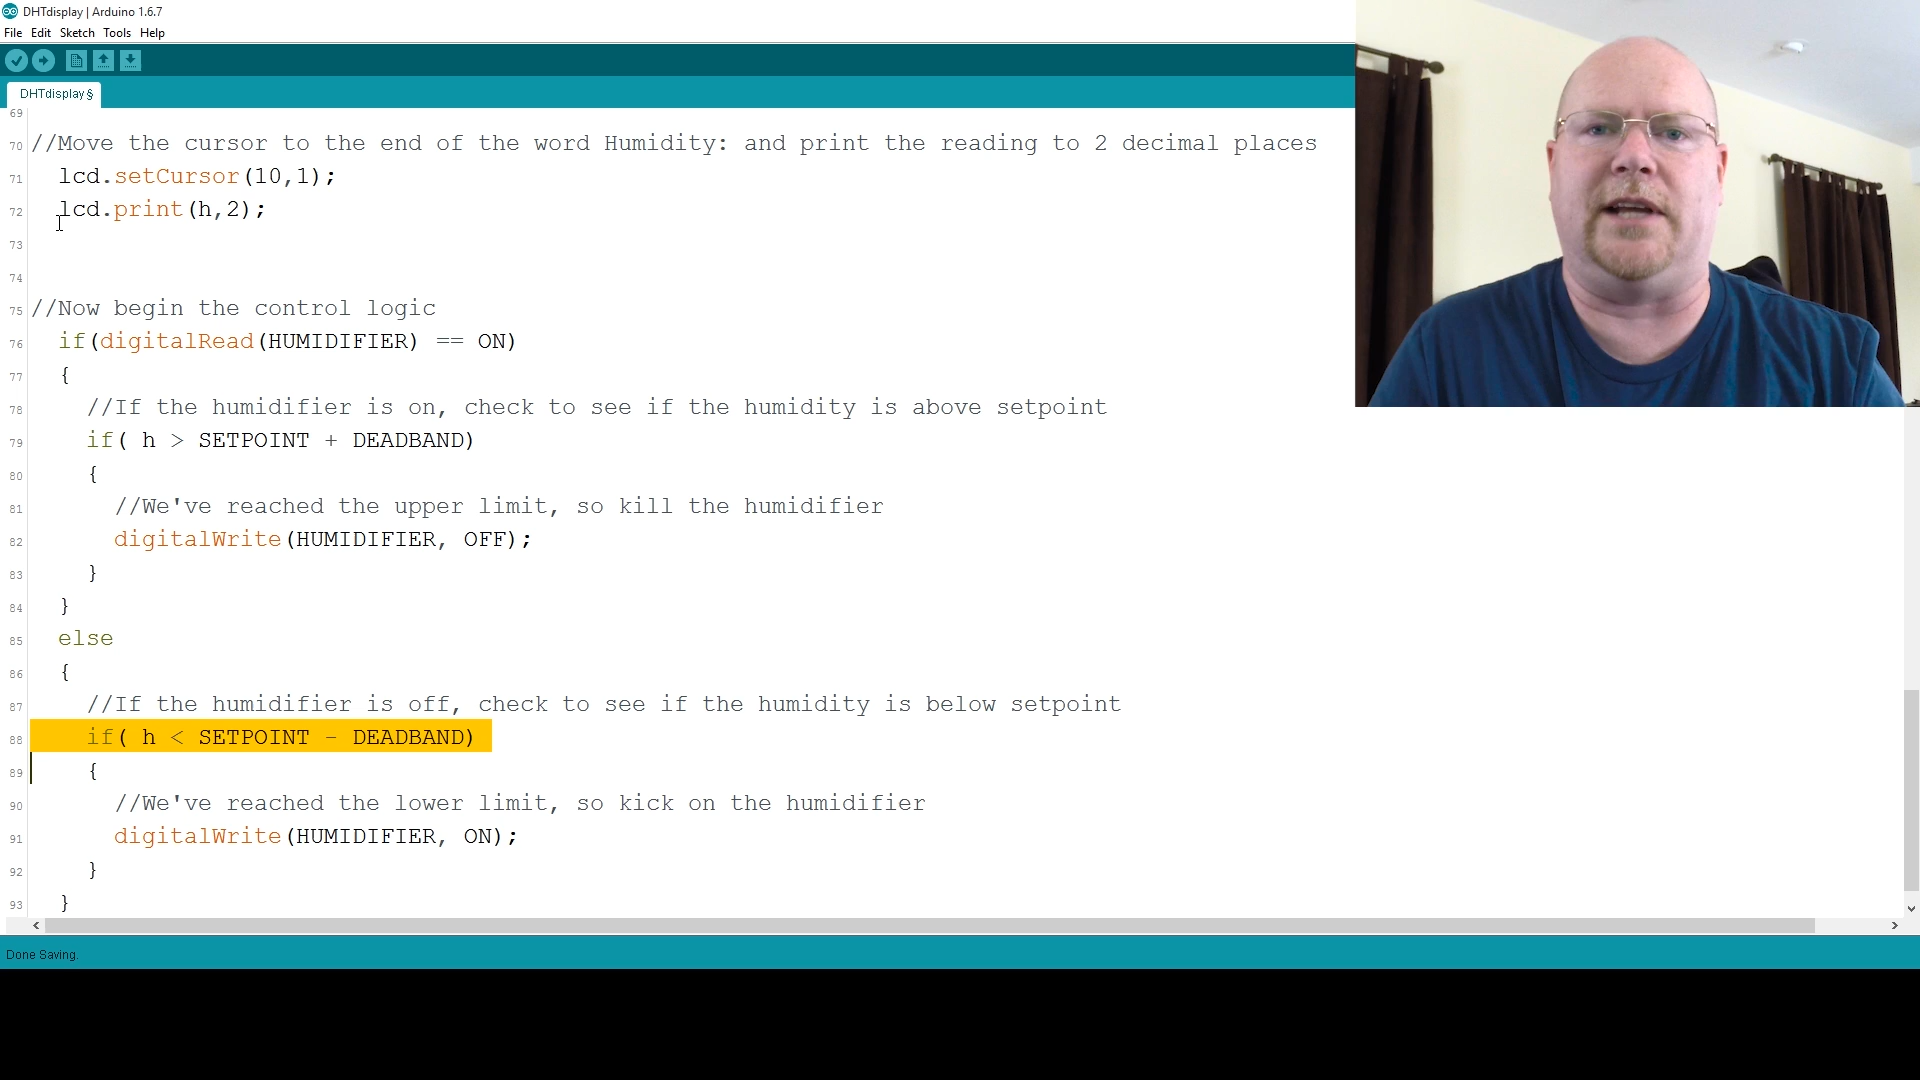 DHTdisplay | Arduino 1.6.7
File Edit Sketch Tools Help
DHTdisplay §
69
70 //Move the cursor to the end of the word Humidity: and print the reading to 2 decimal places
71 lcd.setCursor(10,1);
72 lcd.print(h,2);
73
74
75 //Now begin the control logic
76 if(digitalRead(HUMIDIFIER) == ON)
77 {
78 //If the humidifier is on, check to see if the humidity is above setpoint
79 if( h > SETPOINT + DEADBAND)
80 {
81 //We've reached the upper limit, so kill the humidifier
82 digitalWrite(HUMIDIFIER, OFF);
83 }
84 }
85 else
86 {
87 //If the humidifier is off, check to see if the humidity is below setpoint
88 if( h < SETPOINT - DEADBAND)
89 {
90 //We've reached the lower limit, so kick on the humidifier
91 digitalWrite(HUMIDIFIER, ON);
92 }
93 }
Done Saving.